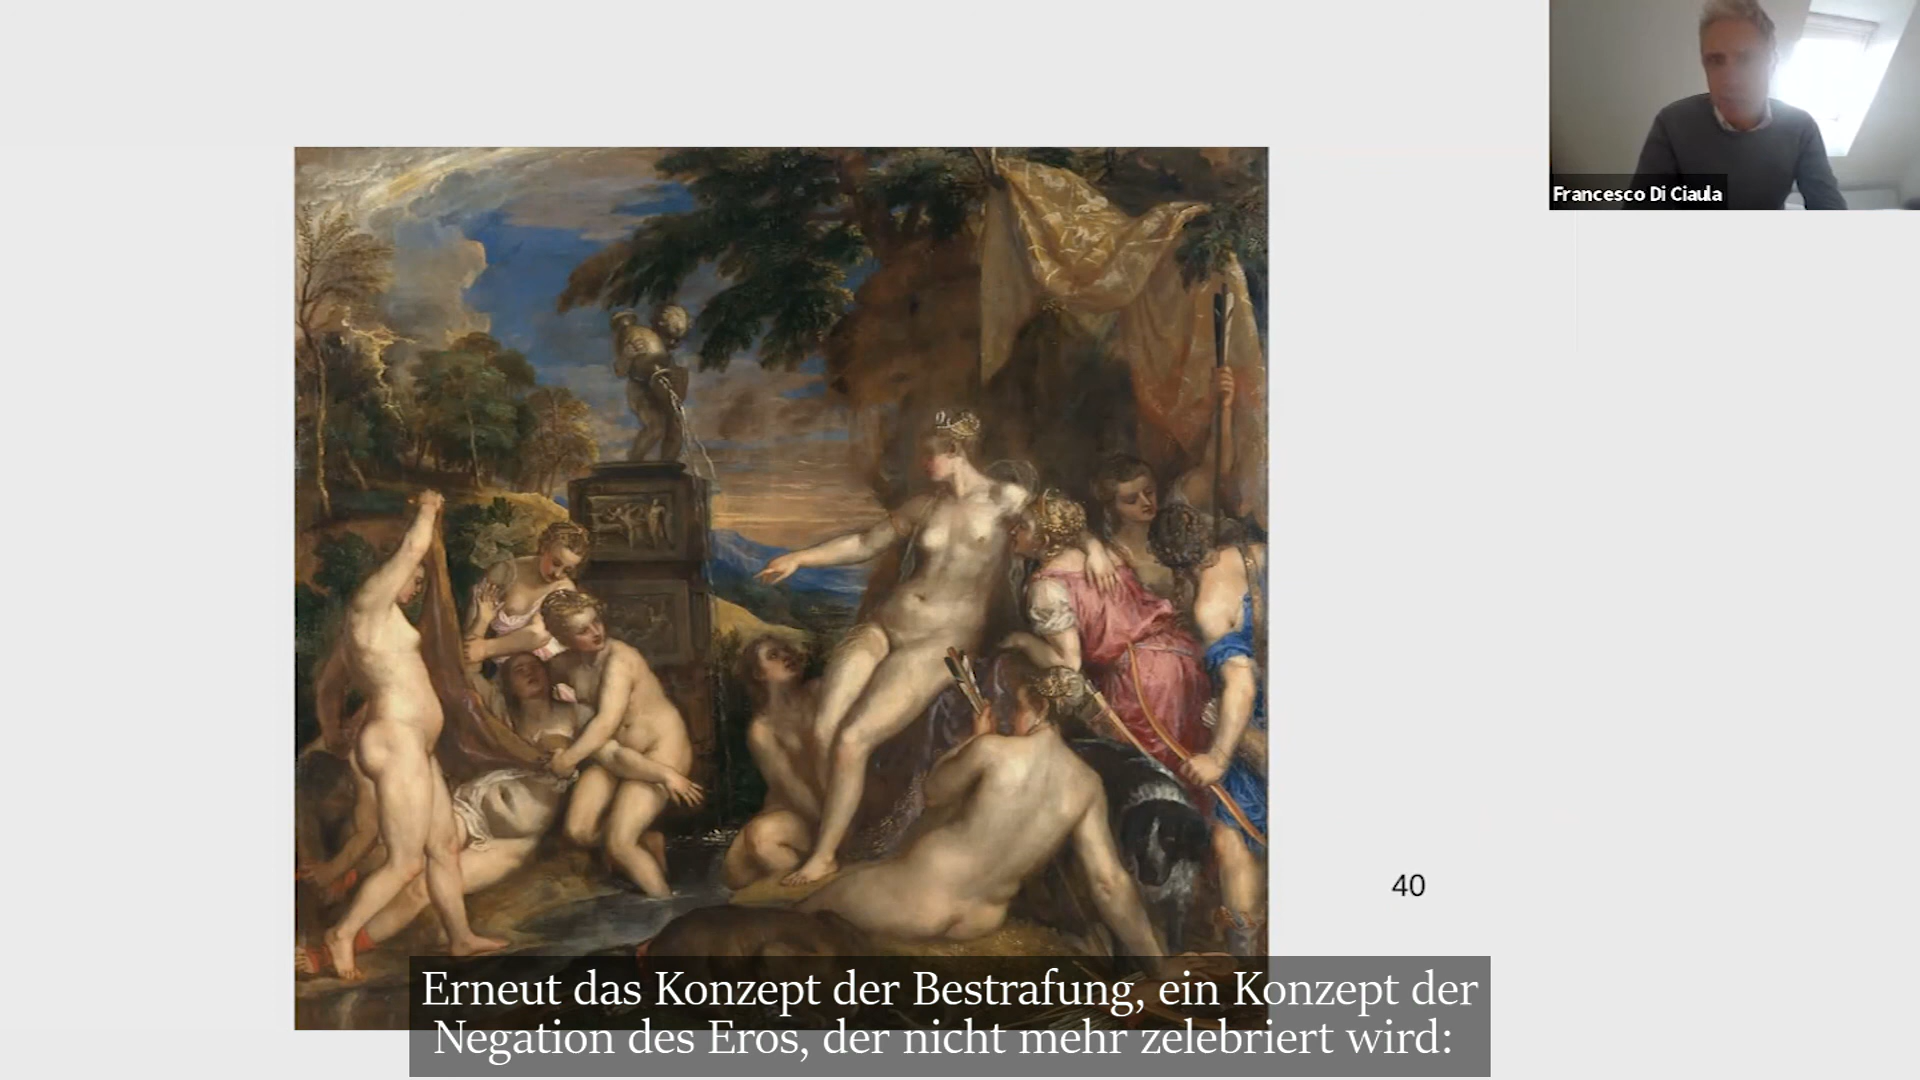 Francesco Di Ciaula
40
Erneut das Konzept der Bestrafung, ein Konzept der
Negation des Eros, der nicht mehr zelebriert wird: